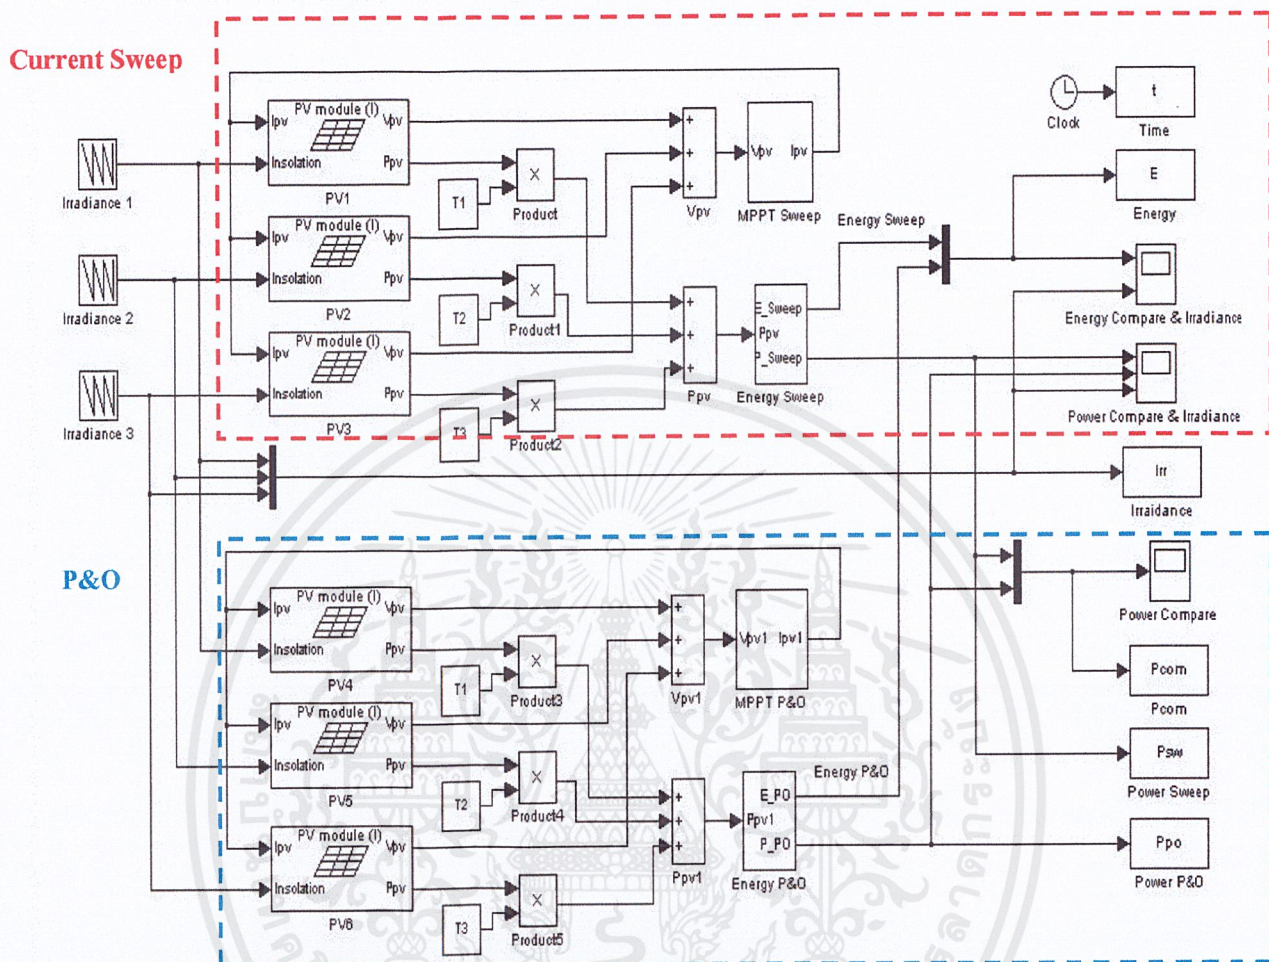 Current Sweep
PV module (I)
Ipv
Vpv
Insolation
Ppv
PV1
Irradiance 1
T1
X
Product
+
+
+
Vpv
Vpv
Ipv
MPPT Sweep
Clock
t
Time
E
Energy
PV module (I)
Ipv
Vpv
Insolation
Ppv
PV2
Irradiance 2
T2
X
Product1
Energy Sweep
+
+
+
Ppv
E_Sweep
Ppv
P_Sweep
Energy Sweep
Energy Compare & Irradiance
PV module (I)
Ipv
Vpv
Insolation
Ppv
PV3
Irradiance 3
T3
X
Product2
Power Compare & Irradiance
Irr
Irraidance
P&O
PV module (I)
Ipv
Vpv
Insolation
Ppv
PV4
T1
X
Product3
+
+
+
Vpv1
Vpv1
Ipv1
MPPT P&O
Power Compare
Pcom
Pcom
PV module (I)
Ipv
Vpv
Insolation
Ppv
PV5
T2
X
Product4
Energy P&O
Psw
Power Sweep
+
+
+
Ppv1
E_PO
Ppv1
P_PO
Energy P&O
Ppo
Power P&O
PV module (I)
Ipv
Vpv
Insolation
Ppv
PV6
T3
X
Product5